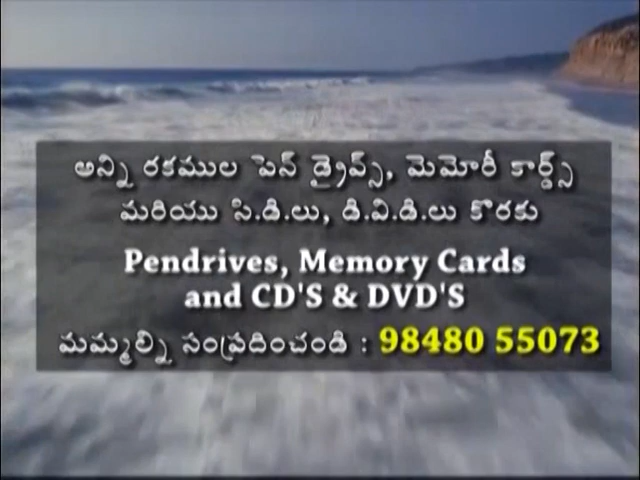 అన్ని రకముల పెన్ డ్రైవ్స్, మెమోరీ కార్డ్స్
మరియు సి.డి.లు, డి.వి.డి.లు కొరకు
Pendrives, Memory Cards
and CD'S & DVD'S
మమ్మల్ని సంప్రదించండి : 98480 55073